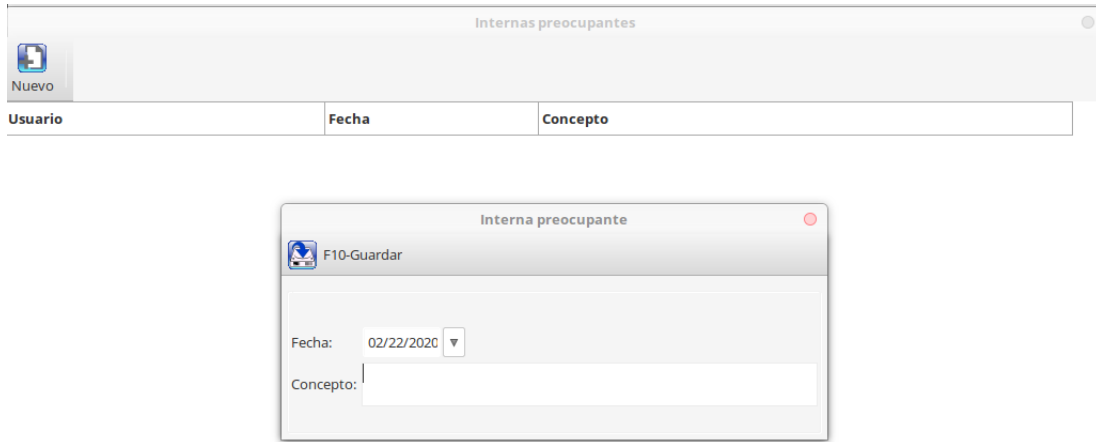 Internas preocupantes
Nuevo
Usuario Fecha Concepto
Interna preocupante
F10-Guardar
Fecha: 02/22/2020
Concepto: